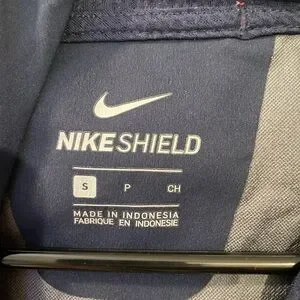 NIKESHIELD
S P CH
MADE IN INDONESIA
FABRIQUE EN INDONESIE